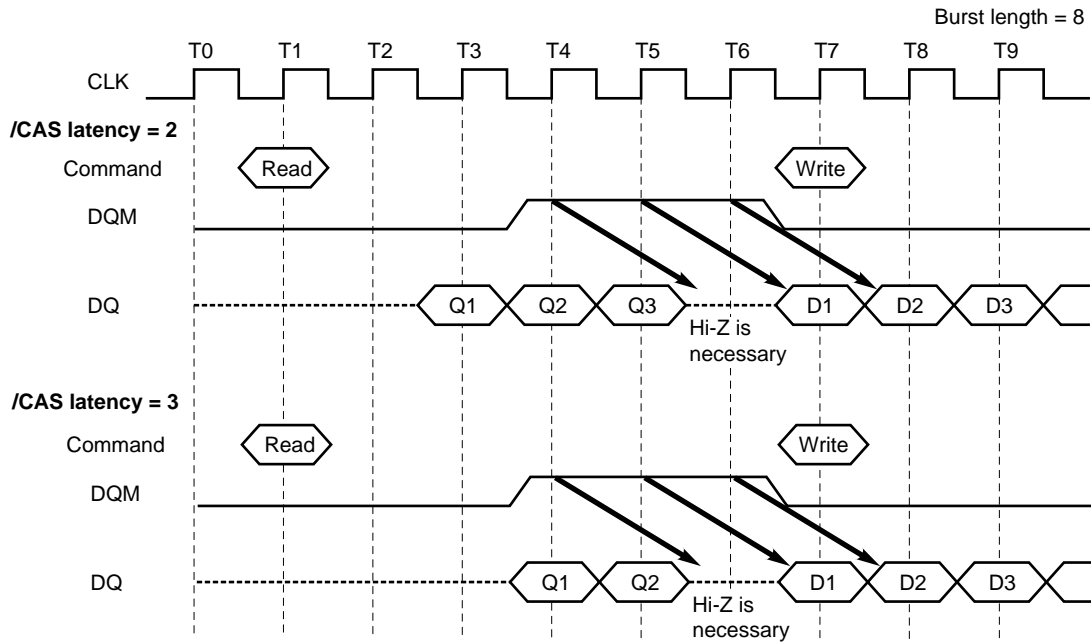 Burst length = 8
T0 T1 T2 T3 T4 T5 T6 T7 T8 T9
CLK
/CAS latency = 2
Command Read Write
DQM
DQ Q1 Q2 Q3 D1 D2 D3
Hi-Z is
necessary
/CAS latency = 3
Command Read Write
DQM
DQ Q1 Q2 D1 D2 D3
Hi-Z is
necessary